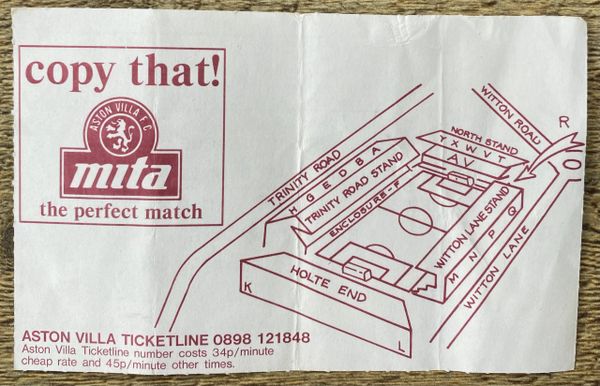 copy that!
ASTON VILLA F.C
mita
the perfect match
WITTON ROAD
R
NORTH STAND
Y X W V T
A V
TRINITY ROAD
H G E D B A
TRINITY ROAD STAND
ENCLOSURE-F
WITTON LANE STAND
M N P Q
WITTON LANE
HOLTE END
K
L
ASTON VILLA TICKETLINE 0898 121848
Aston Villa Ticketline number costs 34p/minute
cheap rate and 45p/minute other times.